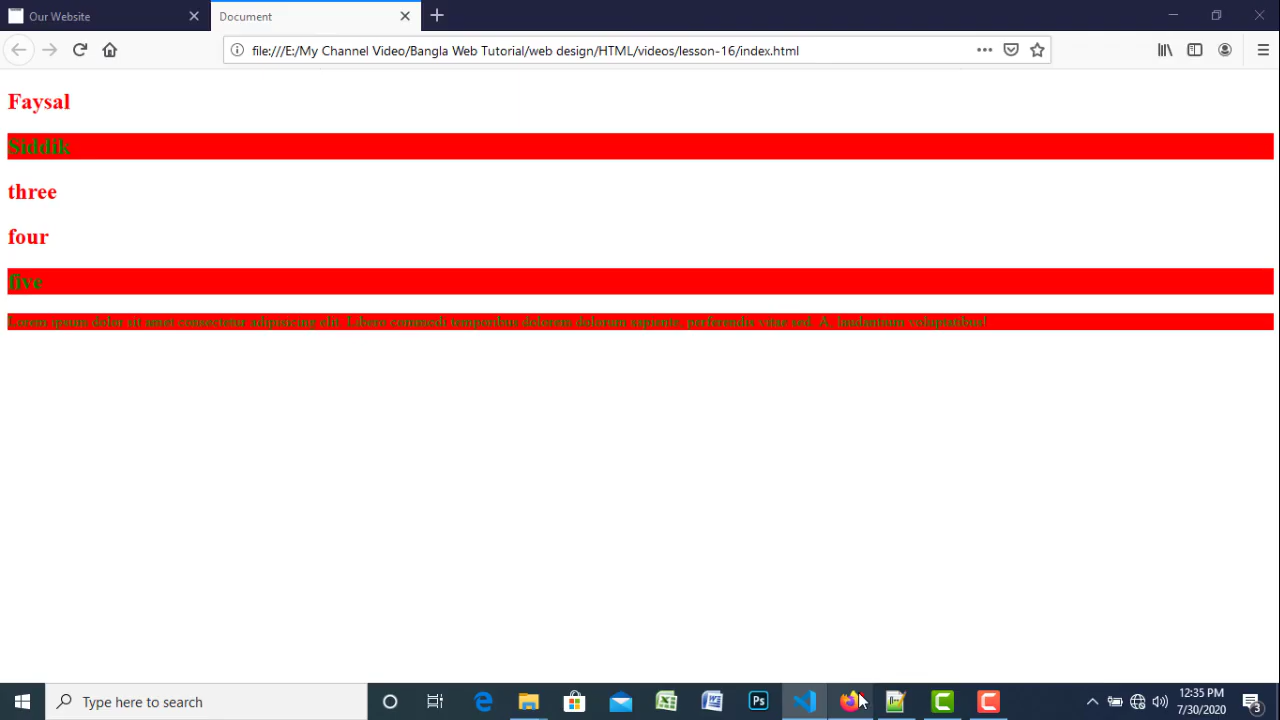 Our Website
Document
file:///E:/My Channel Video/Bangla Web Tutorial/web design/HTML/videos/lesson-16/index.html
Faysal
Siddik
three
four
five
Lorem ipsum dolor sit amet consectetur adipisicing elit. Libero commodi temporibus dolorem dolorum sapiente, perferendis vitae sed. A, laudantium voluptatibus!
Type here to search
Ps
12:35 PM
7/30/2020
3